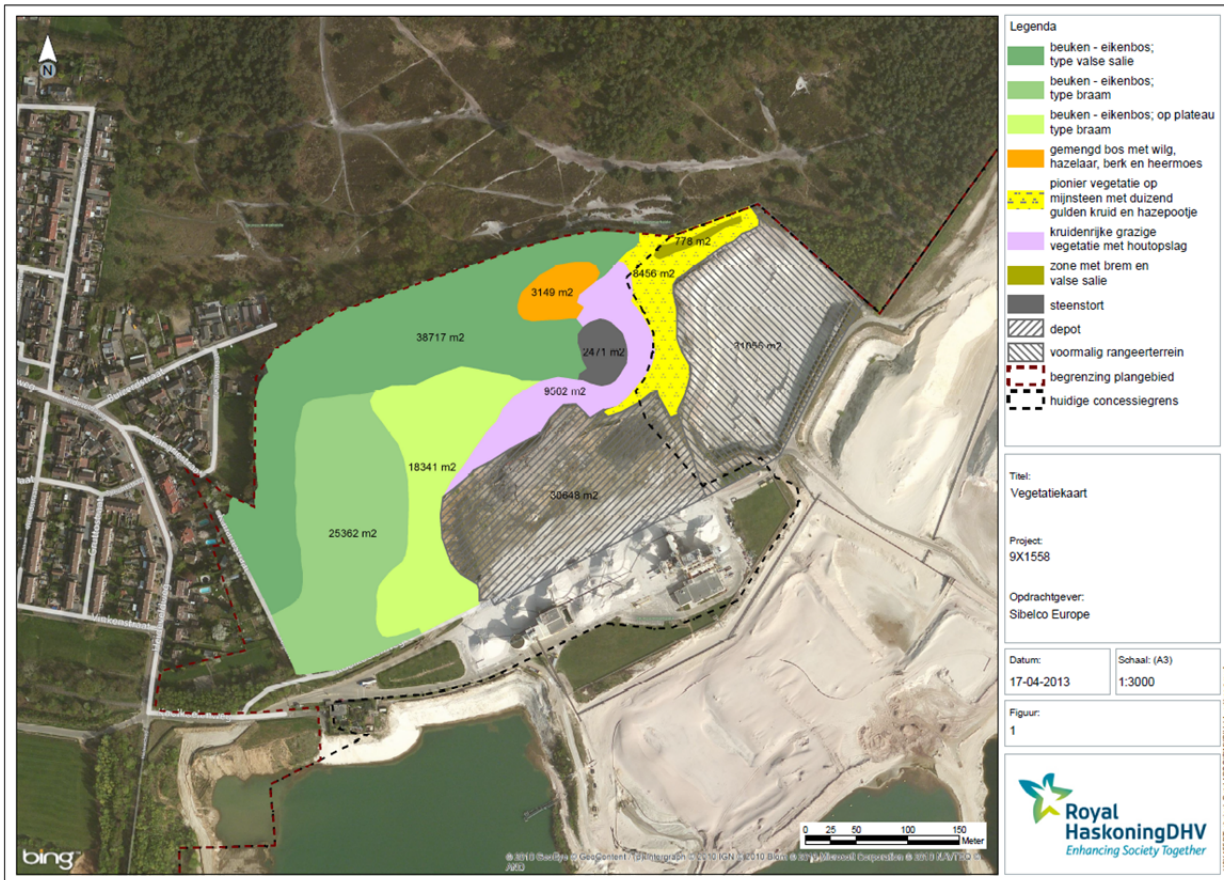 N
38717 m2
3149 m2
778 m2
8456 m2
2471 m2
31056 m2
9502 m2
18341 m2
30648 m2
25362 m2
Vinkenstraat
bing
0 25 50 100 150
Meter
Legenda
beuken - eikenbos;
type valse salie
beuken - eikenbos;
type braam
beuken - eikenbos; op plateau
type braam
gemengd bos met wilg,
hazelaar, berk en heermoes
pionier vegetatie op
mijnsteen met duizend
gulden kruid en hazepootje
kruidenrijke grazige
vegetatie met houtopslag
zone met brem en
valse salie
steenstort
depot
voormalig rangeerterrein
begrenzing plangebied
huidige concessiegrens
Titel:
Vegetatiekaart
Project:
9X1558
Opdrachtgever:
Sibelco Europe
Datum:
17-04-2013
Schaal: (A3)
1:3000
Figuur:
1
Royal
HaskoningDHV
Enhancing Society Together